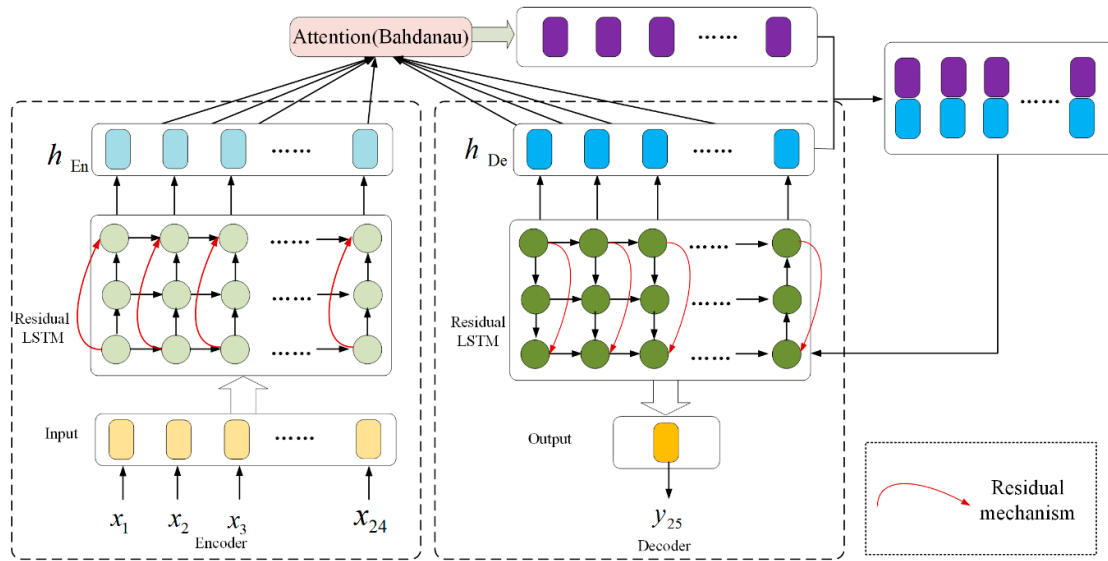 Attention(Bahdanau)
......
......
h En
......
h De
......
Residual
LSTM
......
......
......
Residual
LSTM
......
......
......
Input
......
Output
x1 x2 x3 x24
Encoder
y25
Decoder
Residual
mechanism